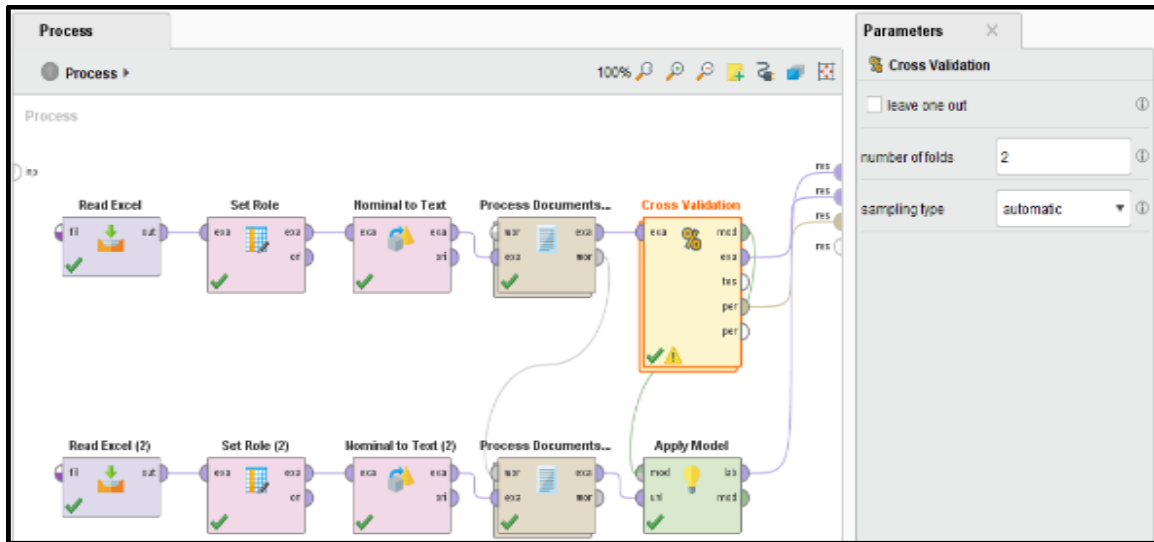 Process
Parameters
Process
100%
Cross Validation
Process
leave one out
number of folds
2
sampling type
automatic
inp
res
res
res
res
Read Excel
Set Role
Nominal to Text
Process Documents...
Cross Validation
fil
out
exa
exa
ori
exa
exa
ori
wor
exa
exa
wor
exa
mod
exa
tes
per
per
Read Excel (2)
Set Role (2)
Nominal to Text (2)
Process Documents...
Apply Model
fil
out
exa
exa
ori
exa
exa
ori
wor
exa
exa
wor
mod
lab
unl
mod